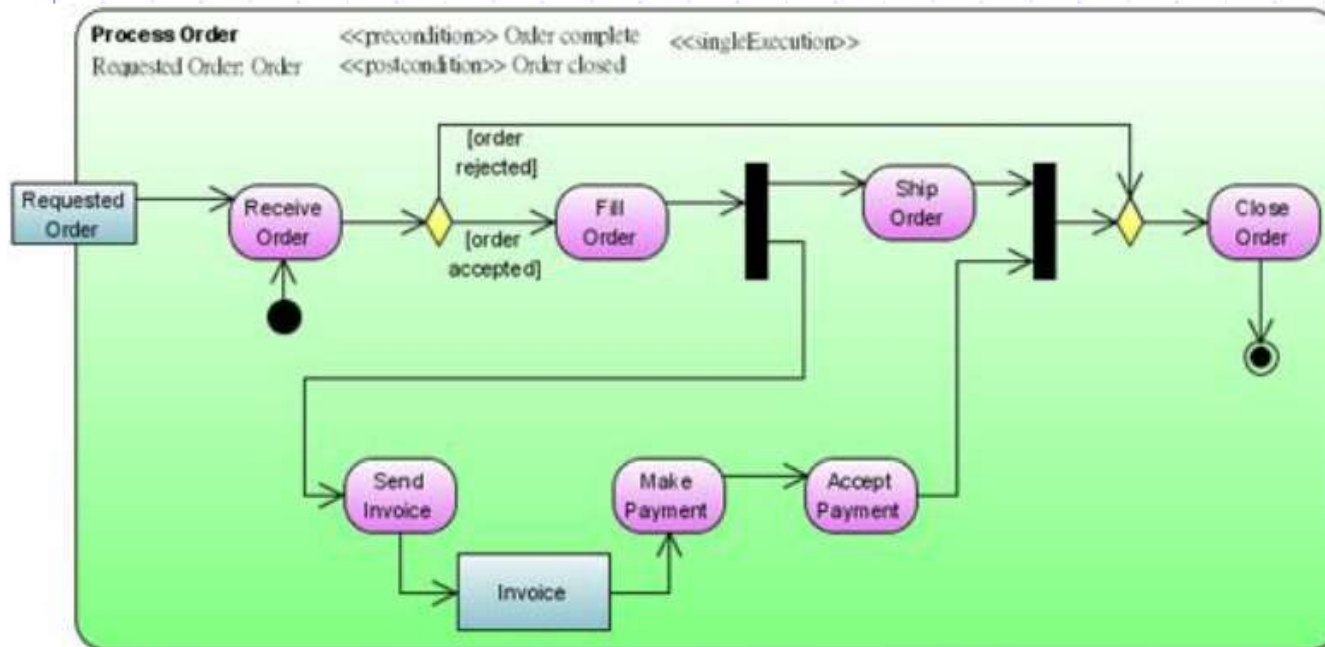 Process Order <<precondition>> Order complete <<singleExecution>>
Requested Order: Order <<postcondition>> Order closed
[order
rejected]
Requested
Order
Receive
Order
Fill
Order
Ship
Order
Close
Order
[order
accepted]
Send
Invoice
Make
Payment
Accept
Payment
Invoice